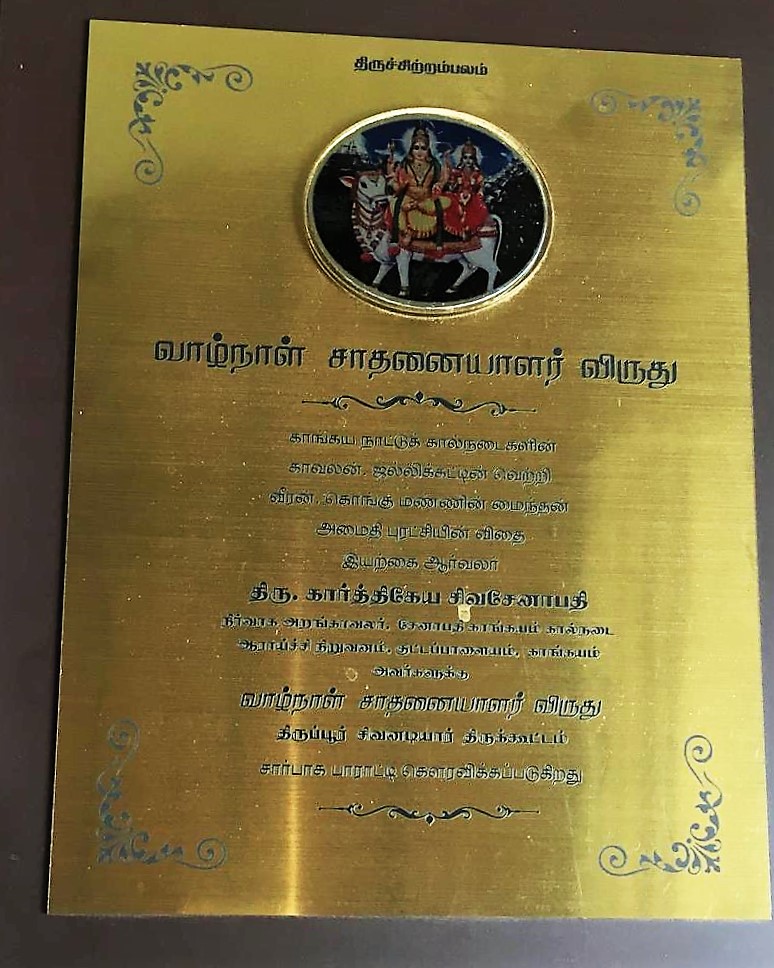 திருச்சிற்றம்பலம்
வாழ்நாள் சாதனையாளர் விருது
காங்கய நாட்டுக் கால்நடைகளின்
காவலன், ஜல்லிக்கட்டின் வெற்றி
வீரன், கொங்கு மண்ணின் மைந்தன்
அமைதி புரட்சியின் விதை
இயற்கை ஆர்வலர்
திரு. கார்த்திகேய சிவசேனாபதி
நிர்வாக அறங்காவலர், சேனாபதி காங்கயம் கால்நடை
ஆராய்ச்சி நிறுவனம், குட்டப்பாளையம், காங்கயம்
அவர்களுக்கு
வாழ்நாள் சாதனையாளர் விருது
திருப்பூர் சிவனடியார் திருக்கூட்டம்
சார்பாக பாராட்டி கௌரவிக்கப்படுகிறது